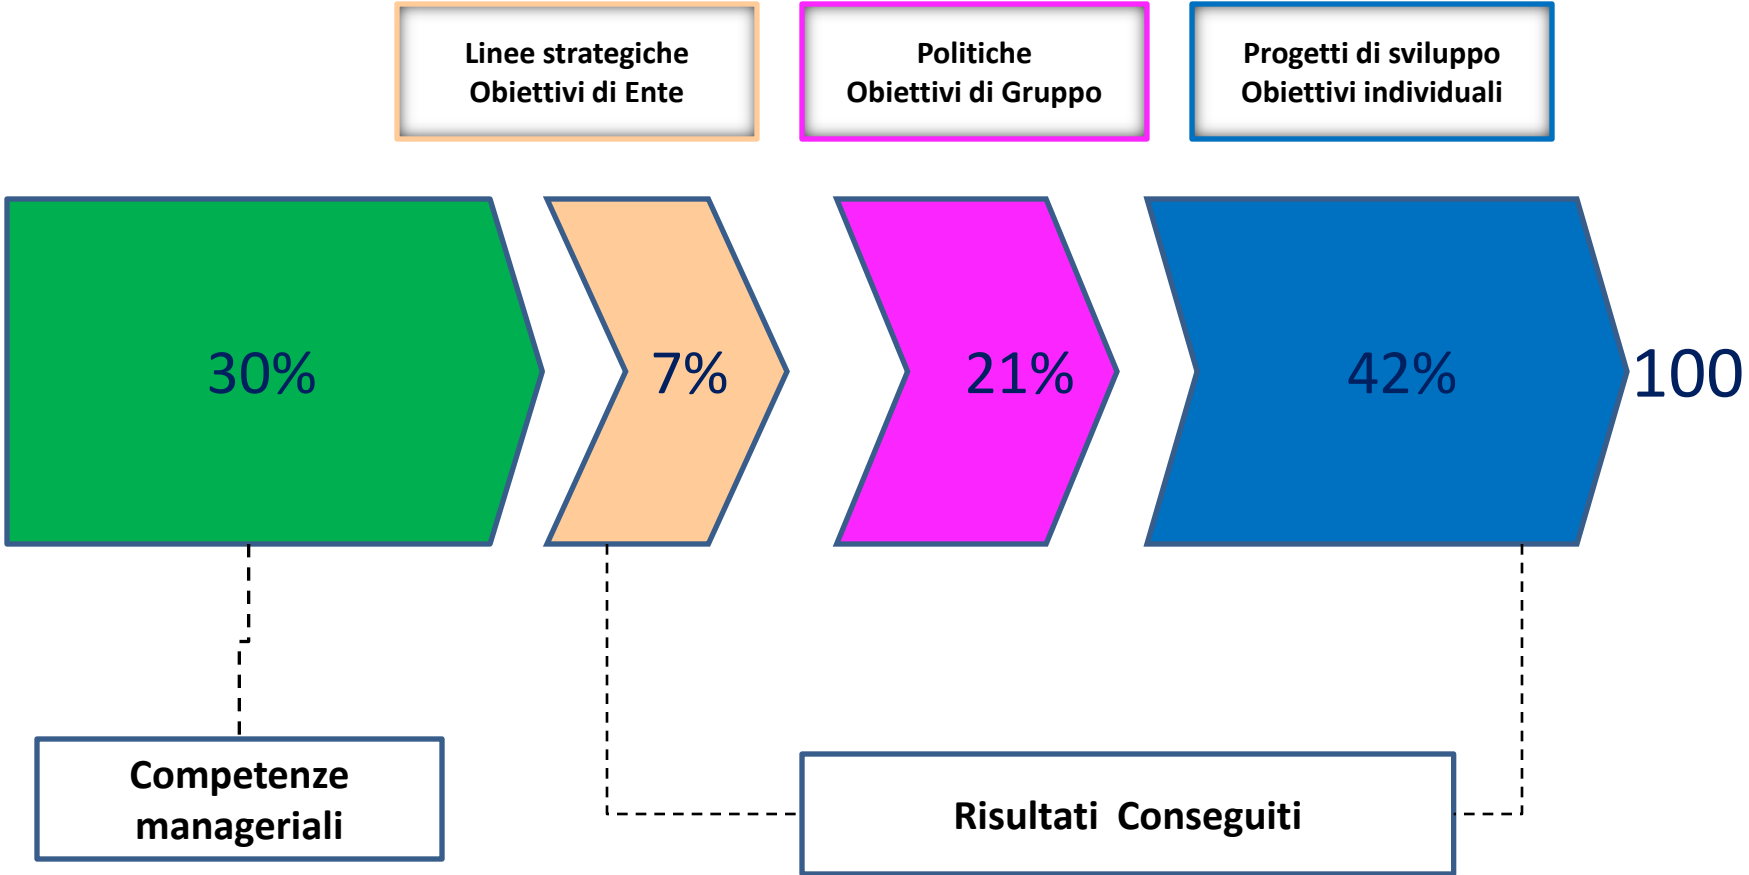 Linee strategiche
Obiettivi di Ente
Politiche
Obiettivi di Gruppo
Progetti di sviluppo
Obiettivi individuali
30%
7%
21%
42%
100
Competenze
manageriali
Risultati Conseguiti